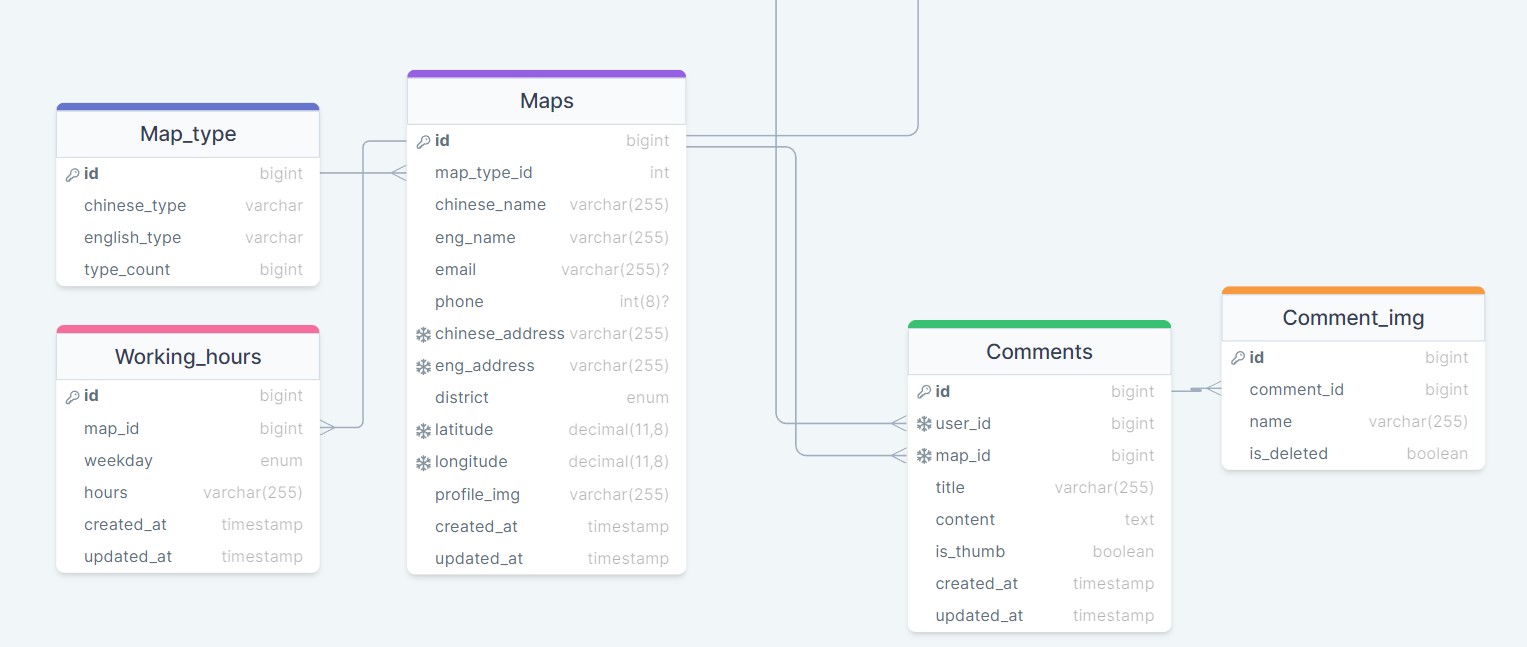 Map_type
id bigint
chinese_type varchar
english_type varchar
type_count bigint
Working_hours
id bigint
map_id bigint
weekday enum
hours varchar(255)
created_at timestamp
updated_at timestamp
Maps
id bigint
map_type_id int
chinese_name varchar(255)
eng_name varchar(255)
email varchar(255)?
phone int(8)?
chinese_address varchar(255)
eng_address varchar(255)
district enum
latitude decimal(11,8)
longitude decimal(11,8)
profile_img varchar(255)
created_at timestamp
updated_at timestamp
Comments
id bigint
user_id bigint
map_id bigint
title varchar(255)
content text
is_thumb boolean
created_at timestamp
updated_at timestamp
Comment_img
id bigint
comment_id bigint
name varchar(255)
is_deleted boolean